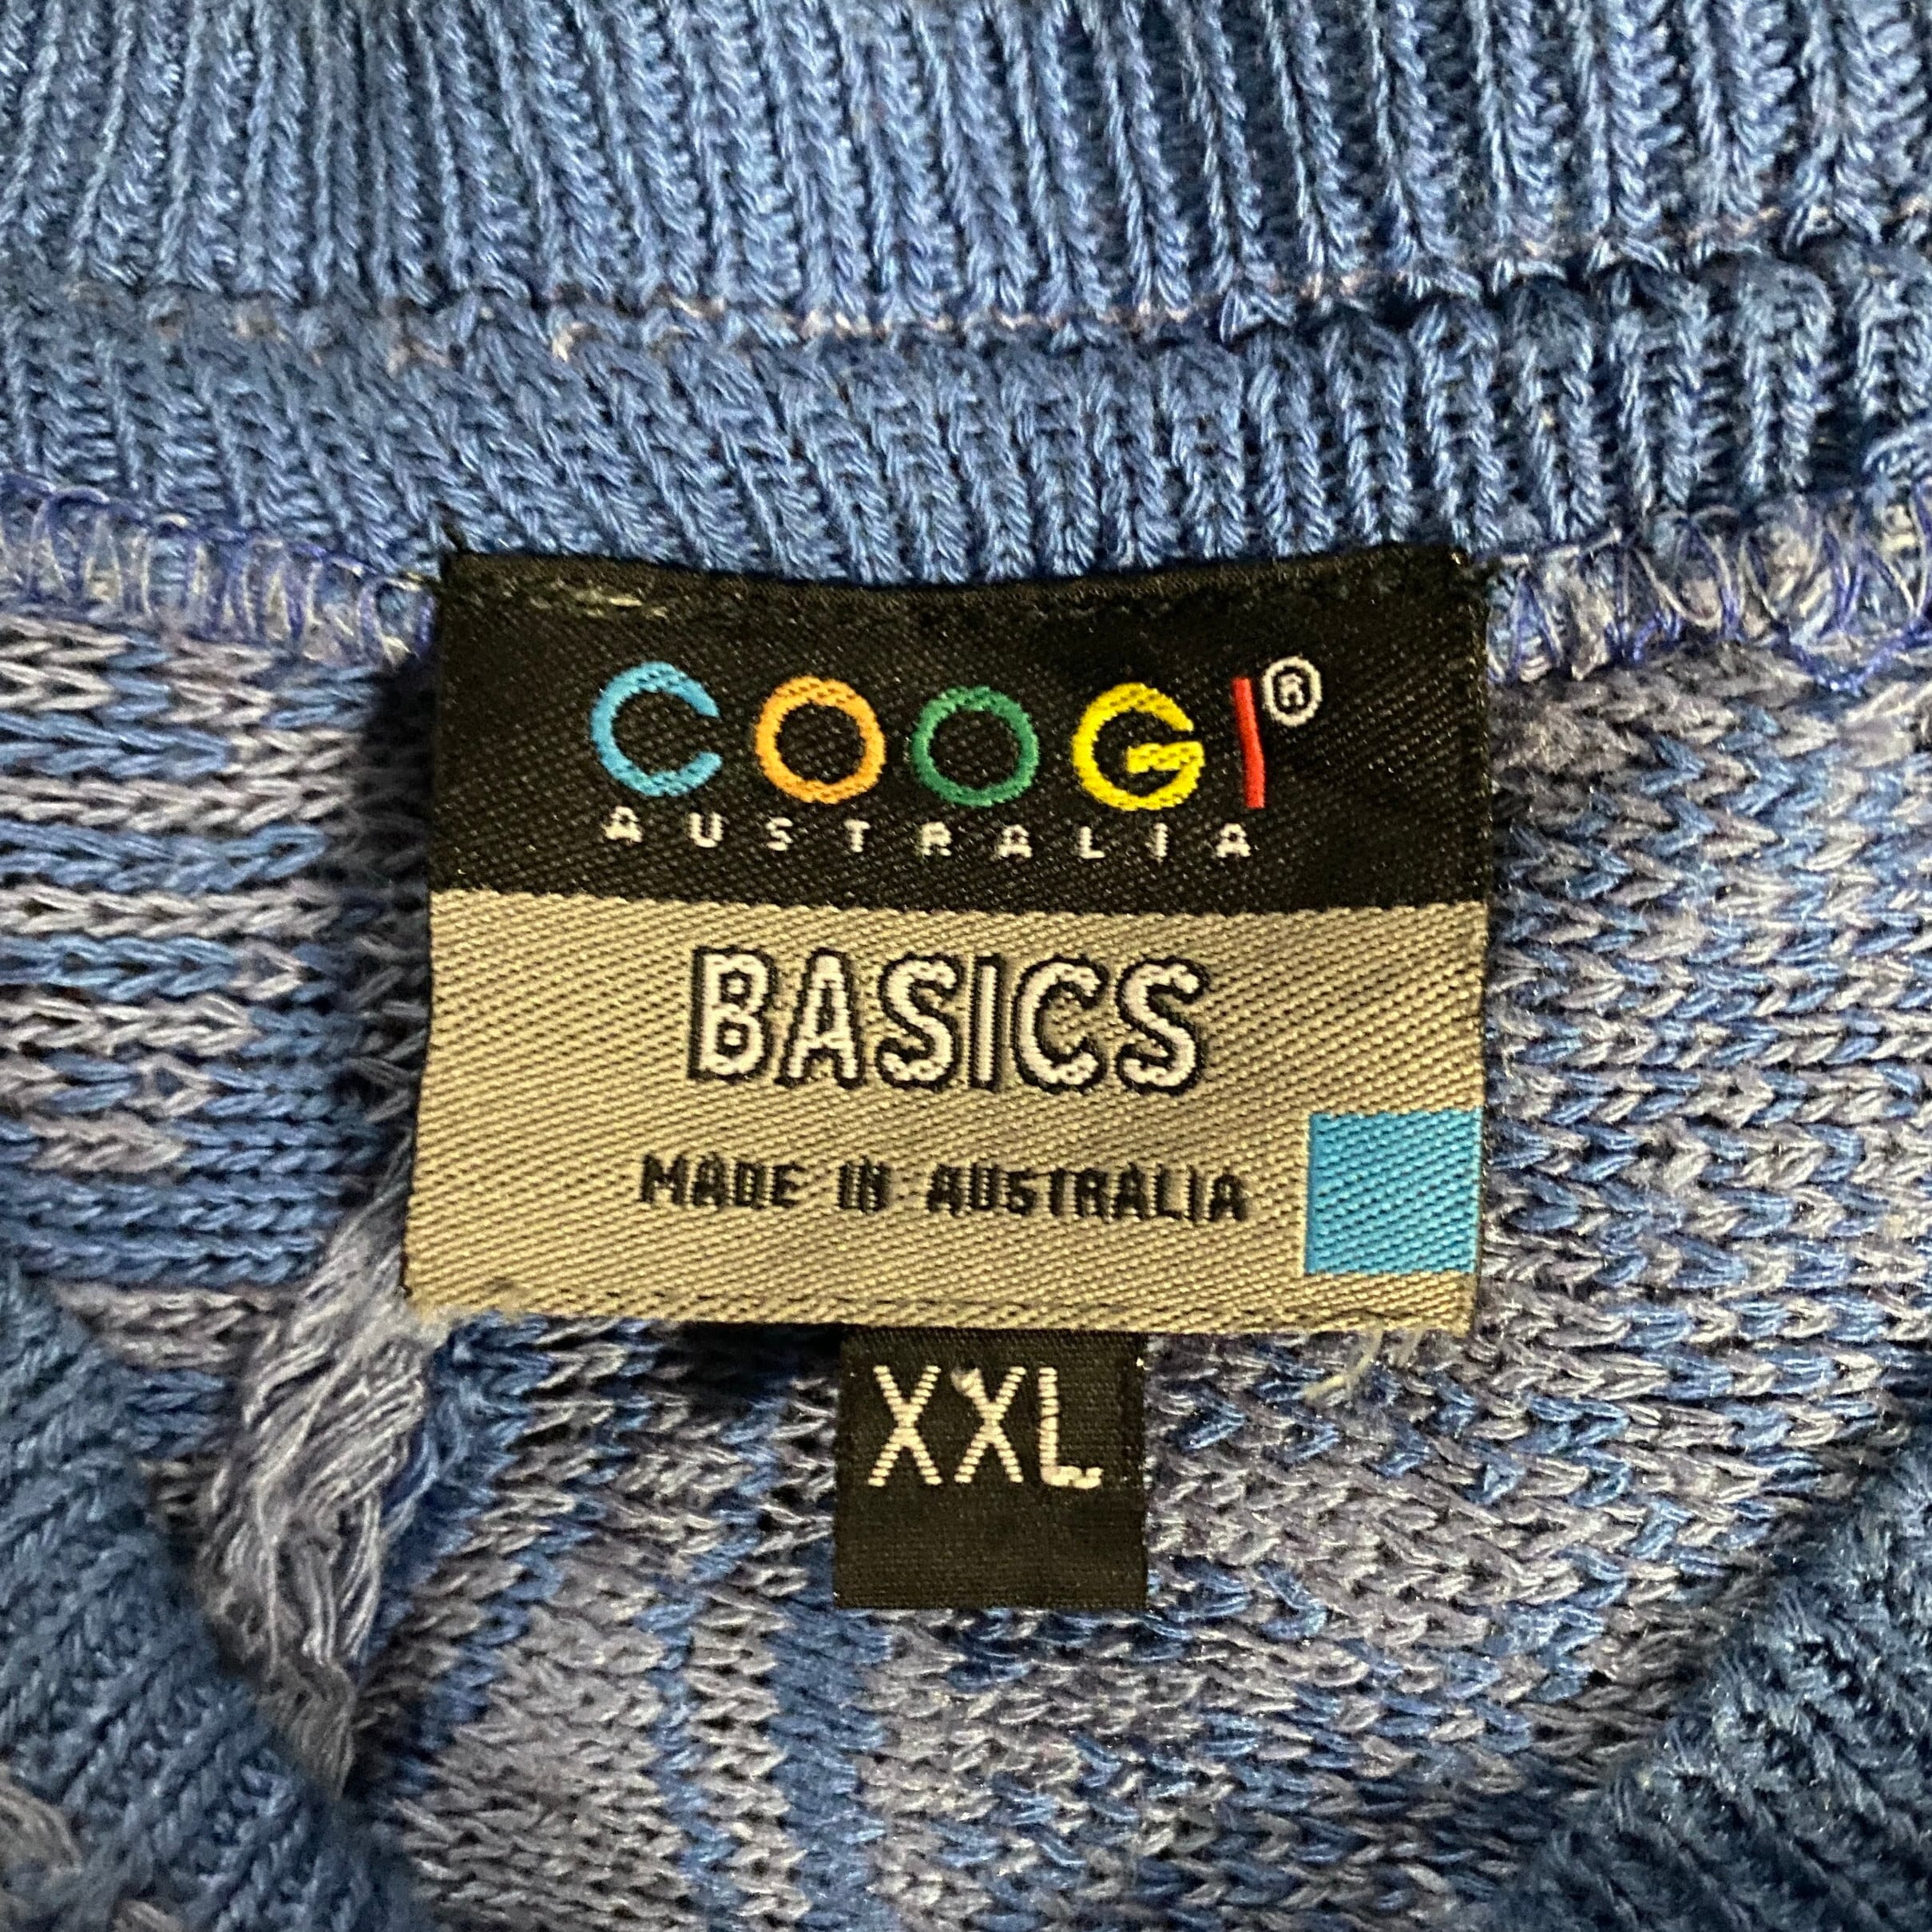 COOGI®
AUSTRALIA
BASICS
MADE IN AUSTRALIA
XXL